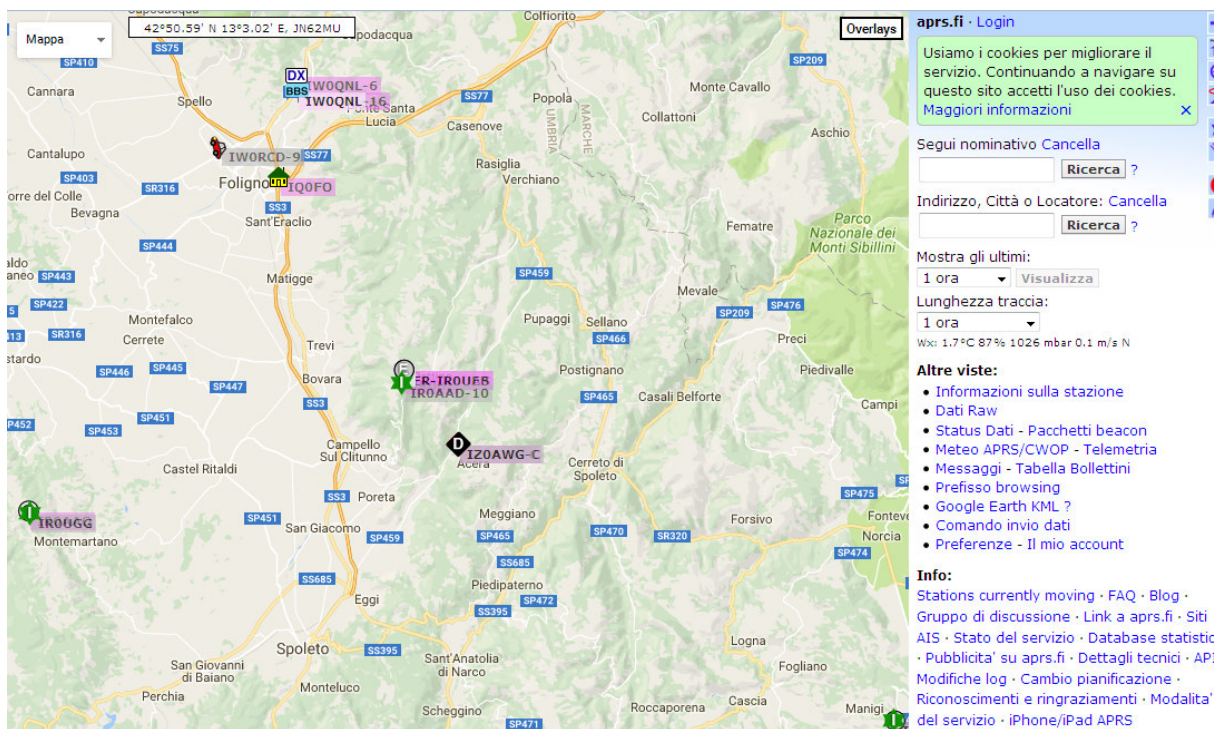 Mappa
42°50.59' N 13°3.02' E, JN62MU
Overlays
Capodacqua
Colfiorito
SS75
SP410
SP209
Cannara
DX
BBS
IW0QNL-6
IW0QNL-16
Spello
Santa
Lucia
SS77
Popola
Casenove
UMBRIA
MARCHE
Collattoni
Monte Cavallo
Aschio
Cantalupo
IW0RCD-9
SS77
Rasiglia
Verchiano
SP403
SR316
Foligno
IQ0FO
orre del Colle
Bevagna
SS3
Sant'Eraclio
Fematre
Parco
Nazionale dei
Monti Sibillini
SP444
SP443
Matigge
SP459
Mevale
SP476
SP209
SP422
SR316
Montefalco
Cerrete
Pupaggi
Sellano
SP466
Trevi
Preci
SP446
SP445
SP447
Bovara
ER-IR0UEB
IR0AAD-10
Postignano
Piedivalle
SS3
SP465
Casali Belforte
Campi
SP452
SP453
SP451
Campello
Sul Clitunno
D
IZ0AWG-C
Acera
Castel Ritaldi
Cerreto di
Spoleto
SS3
Poreta
SP475
IR0UGG
Montemartano
SP451
San Giacomo
SP459
Meggiano
SP465
SP470
SR320
Forsivo
Norcia
SP474
SS685
SS685
Piedipaterno
Eggi
SS395
SP472
Spoleto
SS395
Logna
San Giovanni
di Baiano
Sant'Anatolia
di Narco
Fogliano
Monteluco
Perchia
Scheggino
Roccaporena
Cascia
Manigi
SP471
aprs.fi · Login
Usiamo i cookies per migliorare il
servizio. Continuando a navigare su
questo sito accetti l'uso dei cookies.
Maggiori informazioni
×
Segui nominativo Cancella
Ricerca ?
Indirizzo, Città o Locatore: Cancella
Ricerca ?
Mostra gli ultimi:
1 ora Visualizza
Lunghezza traccia:
1 ora
Wx: 1.7°C 87% 1026 mbar 0.1 m/s N
Altre viste:
• Informazioni sulla stazione
• Dati Raw
• Status Dati - Pacchetti beacon
• Meteo APRS/CWOP - Telemetria
• Messaggi - Tabella Bollettini
• Prefisso browsing
• Google Earth KML ?
• Comando invio dati
• Preferenze - Il mio account
Info:
Stations currently moving · FAQ · Blog ·
Gruppo di discussione · Link a aprs.fi · Siti
AIS · Stato del servizio · Database statistic
· Pubblicita' su aprs.fi · Dettagli tecnici · API
Modifiche log · Cambio pianificazione ·
Riconoscimenti e ringraziamenti · Modalita'
del servizio · iPhone/iPad APRS